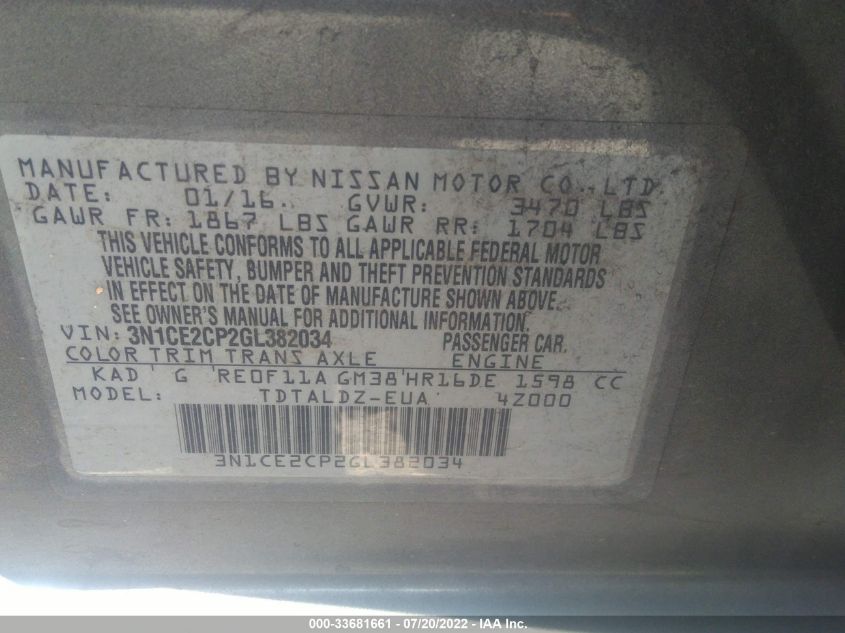 MANUFACTURED BY NISSAN MOTOR CO., LTD.
DATE: 01/16 GVWR: 3470 LBS
GAWR FR: 1867 LBS GAWR RR: 1704 LBS
THIS VEHICLE CONFORMS TO ALL APPLICABLE FEDERAL MOTOR
VEHICLE SAFETY, BUMPER AND THEFT PREVENTION STANDARDS
IN EFFECT ON THE DATE OF MANUFACTURE SHOWN ABOVE.
SEE OWNER'S MANUAL FOR ADDITIONAL INFORMATION.
VIN: 3N1CE2CP2GL382034 PASSENGER CAR.
COLOR TRIM TRANS AXLE ENGINE
KAD G RE0F11A GM38 HR16DE 1598 CC
MODEL: TDTALDZ-EUA 4Z000
3N1CE2CP2GL382034
000-33681661 - 07/20/2022 - IAA Inc.